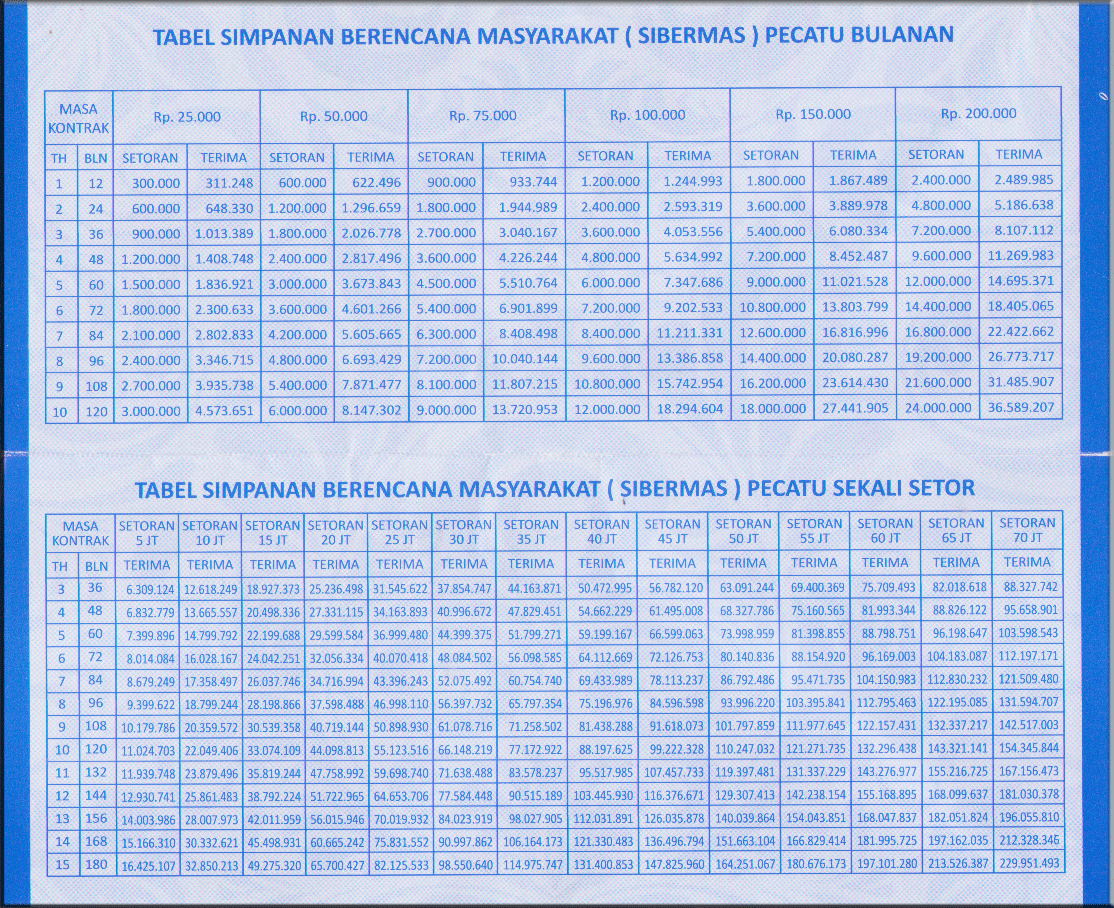 TABEL SIMPANAN BERENCANA MASYARAKAT ( SIBERMAS ) PECATU BULANAN
MASA KONTRAK Rp. 25.000 Rp. 50.000 Rp. 75.000 Rp. 100.000 Rp. 150.000 Rp. 200.000
TH BLN SETORAN TERIMA SETORAN TERIMA SETORAN TERIMA SETORAN TERIMA SETORAN TERIMA SETORAN TERIMA
1 12 300.000 311.248 600.000 622.496 900.000 933.744 1.200.000 1.244.993 1.800.000 1.867.489 2.400.000 2.489.985
2 24 600.000 648.330 1.200.000 1.296.659 1.800.000 1.944.989 2.400.000 2.593.319 3.600.000 3.889.978 4.800.000 5.186.638
3 36 900.000 1.013.389 1.800.000 2.026.778 2.700.000 3.040.167 3.600.000 4.053.556 5.400.000 6.080.334 7.200.000 8.107.112
4 48 1.200.000 1.408.748 2.400.000 2.817.496 3.600.000 4.226.244 4.800.000 5.634.992 7.200.000 8.452.487 9.600.000 11.269.983
5 60 1.500.000 1.836.921 3.000.000 3.673.843 4.500.000 5.510.764 6.000.000 7.347.686 9.000.000 11.021.528 12.000.000 14.695.371
6 72 1.800.000 2.300.633 3.600.000 4.601.266 5.400.000 6.901.899 7.200.000 9.202.533 10.800.000 13.803.799 14.400.000 18.405.065
7 84 2.100.000 2.802.833 4.200.000 5.605.665 6.300.000 8.408.498 8.400.000 11.211.331 12.600.000 16.816.996 16.800.000 22.422.662
8 96 2.400.000 3.346.715 4.800.000 6.693.429 7.200.000 10.040.144 9.600.000 13.386.858 14.400.000 20.080.287 19.200.000 26.773.717
9 108 2.700.000 3.935.738 5.400.000 7.871.477 8.100.000 11.807.215 10.800.000 15.742.954 16.200.000 23.614.430 21.600.000 31.485.907
10 120 3.000.000 4.573.651 6.000.000 8.147.302 9.000.000 13.720.953 12.000.000 18.294.604 18.000.000 27.441.905 24.000.000 36.589.207
TABEL SIMPANAN BERENCANA MASYARAKAT ( SIBERMAS ) PECATU SEKALI SETOR
MASA SETORAN SETORAN SETORAN SETORAN SETORAN SETORAN SETORAN SETORAN SETORAN SETORAN SETORAN SETORAN SETORAN SETORAN
KONTRAK 5 JT 10 JT 15 JT 20 JT 25 JT 30 JT 35 JT 40 JT 45 JT 50 JT 55 JT 60 JT 65 JT 70 JT
TH BLN TERIMA TERIMA TERIMA TERIMA TERIMA TERIMA TERIMA TERIMA TERIMA TERIMA TERIMA TERIMA TERIMA TERIMA
3 36 6.309.124 12.618.249 18.927.373 25.236.498 31.545.622 37.854.747 44.163.871 50.472.995 56.782.120 63.091.244 69.400.369 75.709.493 82.018.618 88.327.742
4 48 6.832.779 13.665.557 20.498.336 27.331.115 34.163.893 40.996.672 47.829.451 54.662.229 61.495.008 68.327.786 75.160.565 81.993.344 88.826.122 95.658.901
5 60 7.399.896 14.799.792 22.199.688 29.599.584 36.999.480 44.399.375 51.799.271 59.199.167 66.599.063 73.998.959 81.398.855 88.798.751 96.198.647 103.598.543
6 72 8.014.084 16.028.167 24.042.251 32.056.334 40.070.418 48.084.502 56.098.585 64.112.669 72.126.753 80.140.836 88.154.920 96.169.003 104.183.087 112.197.171
7 84 8.679.249 17.358.497 26.037.746 34.716.994 43.396.243 52.075.492 60.754.740 69.433.989 78.113.237 86.792.486 95.471.735 104.150.983 112.830.232 121.509.480
8 96 9.399.622 18.799.244 28.198.866 37.598.488 46.998.110 56.397.732 65.797.354 75.196.976 84.596.598 93.996.220 103.395.841 112.795.463 122.195.085 131.594.707
9 108 10.179.786 20.359.572 30.539.358 40.719.144 50.898.930 61.078.716 71.258.502 81.438.288 91.618.073 101.797.859 111.977.645 122.157.431 132.337.217 142.517.003
10 120 11.024.703 22.049.406 33.074.109 44.098.813 55.123.516 66.148.219 77.172.922 88.197.625 99.222.328 110.247.032 121.271.735 132.296.438 143.321.141 154.345.844
11 132 11.939.748 23.879.496 35.819.244 47.758.992 59.698.740 71.638.488 83.578.237 95.517.985 107.457.733 119.397.481 131.337.229 143.276.977 155.216.725 167.156.473
12 144 12.930.741 25.861.483 38.792.224 51.722.965 64.653.706 77.584.448 90.515.189 103.445.930 116.376.671 129.307.413 142.238.154 155.168.895 168.099.637 181.030.378
13 156 14.003.986 28.007.973 42.011.959 56.015.946 70.019.932 84.023.919 98.027.905 112.031.891 126.035.878 140.039.864 154.043.851 168.047.837 182.051.824 196.055.810
14 168 15.166.310 30.332.621 45.498.931 60.665.242 75.831.552 90.997.862 106.164.173 121.330.483 136.496.794 151.663.104 166.829.414 181.995.725 197.162.035 212.328.346
15 180 16.425.107 32.850.213 49.275.320 65.700.427 82.125.533 98.550.640 114.975.747 131.400.853 147.825.960 164.251.067 180.676.173 197.101.280 213.526.387 229.951.493